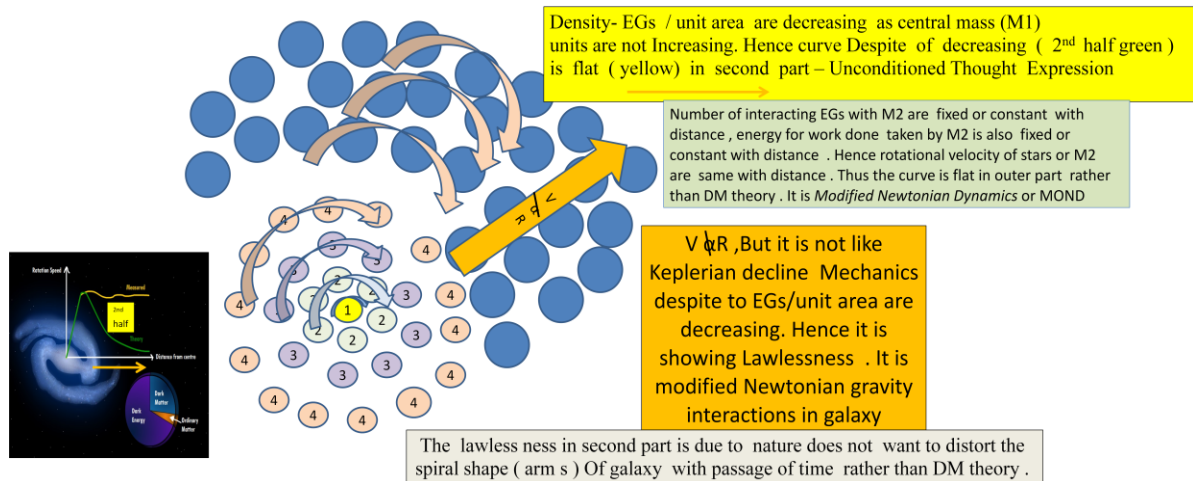 Density- EGs / unit area are decreasing as central mass (M1)
units are not Increasing. Hence curve Despite of decreasing ( 2nd half green )
is flat ( yellow) in second part – Unconditioned Thought Expression
Number of interacting EGs with M2 are fixed or constant with
distance , energy for work done taken by M2 is also fixed or
constant with distance . Hence rotational velocity of stars or M2
are same with distance . Thus the curve is flat in outer part rather
than DM theory . It is Modified Newtonian Dynamics or MOND
V α R
V αR ,But it is not like
Keplerian decline Mechanics
despite to EGs/unit area are
decreasing. Hence it is
showing Lawlessness . It is
modified Newtonian gravity
interactions in galaxy
4 4 4
4 3 3 3 4
4 3 2 2 3 4
1
2 2 2
4 3 3 3 4
4 4 4 4
Rotation Speed
Measured
2nd
half
Theory
Distance from centre
Dark
Matter
Dark
Energy
Ordinary
Matter
The lawless ness in second part is due to nature does not want to distort the
spiral shape ( arm s ) Of galaxy with passage of time rather than DM theory .